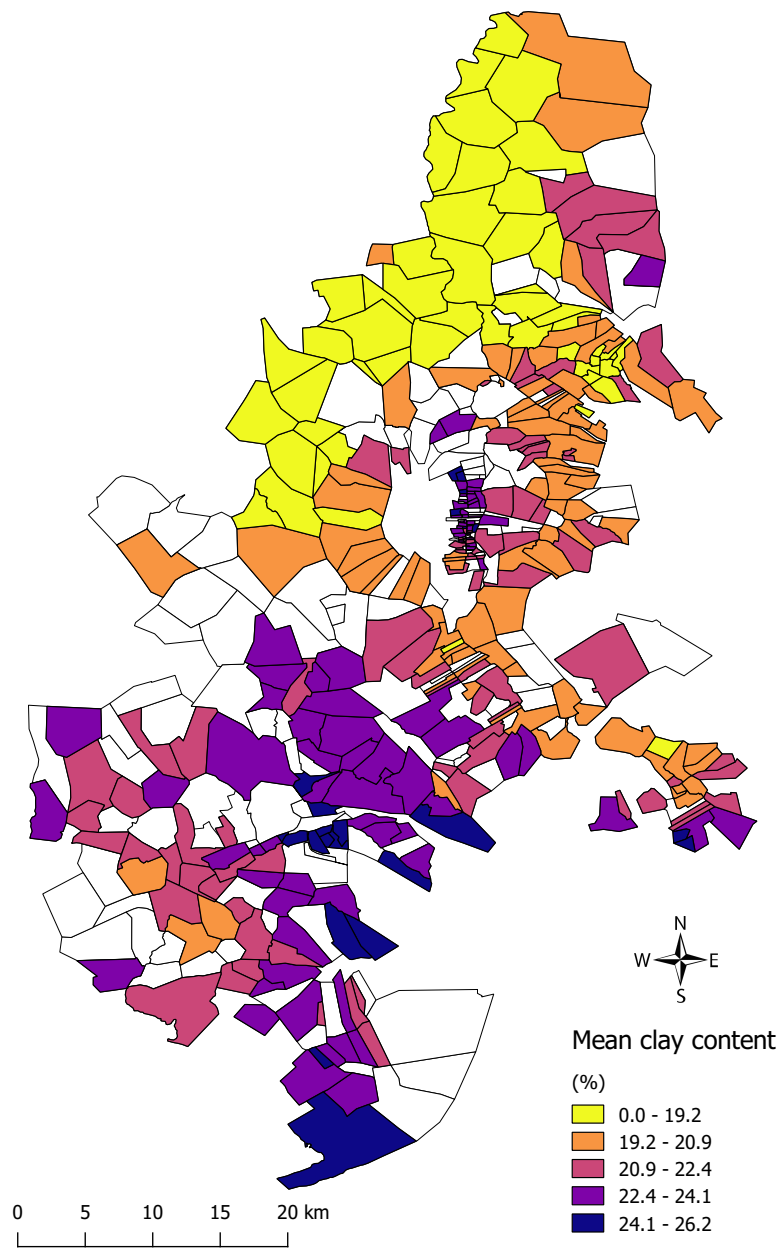 N
W E
S
Mean clay content
(%)
0.0 - 19.2
19.2 - 20.9
20.9 - 22.4
22.4 - 24.1
24.1 - 26.2
0 5 10 15 20 km